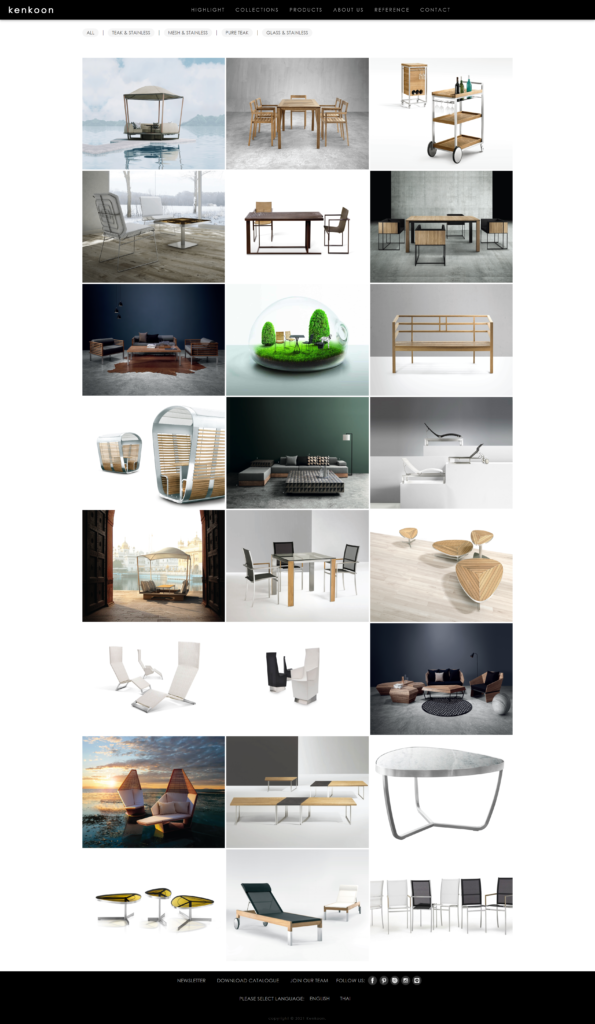 kenkoon HIGHLIGHT COLLECTIONS PRODUCTS ABOUT US REFERENCE CONTACT
ALL | TEAK & STAINLESS | MESH & STAINLESS | PURE TEAK | GLASS & STAINLESS
NEWSLETTER DOWNLOAD CATALOGUE JOIN OUR TEAM FOLLOW US:
PLEASE SELECT LANGUAGE: ENGLISH THAI